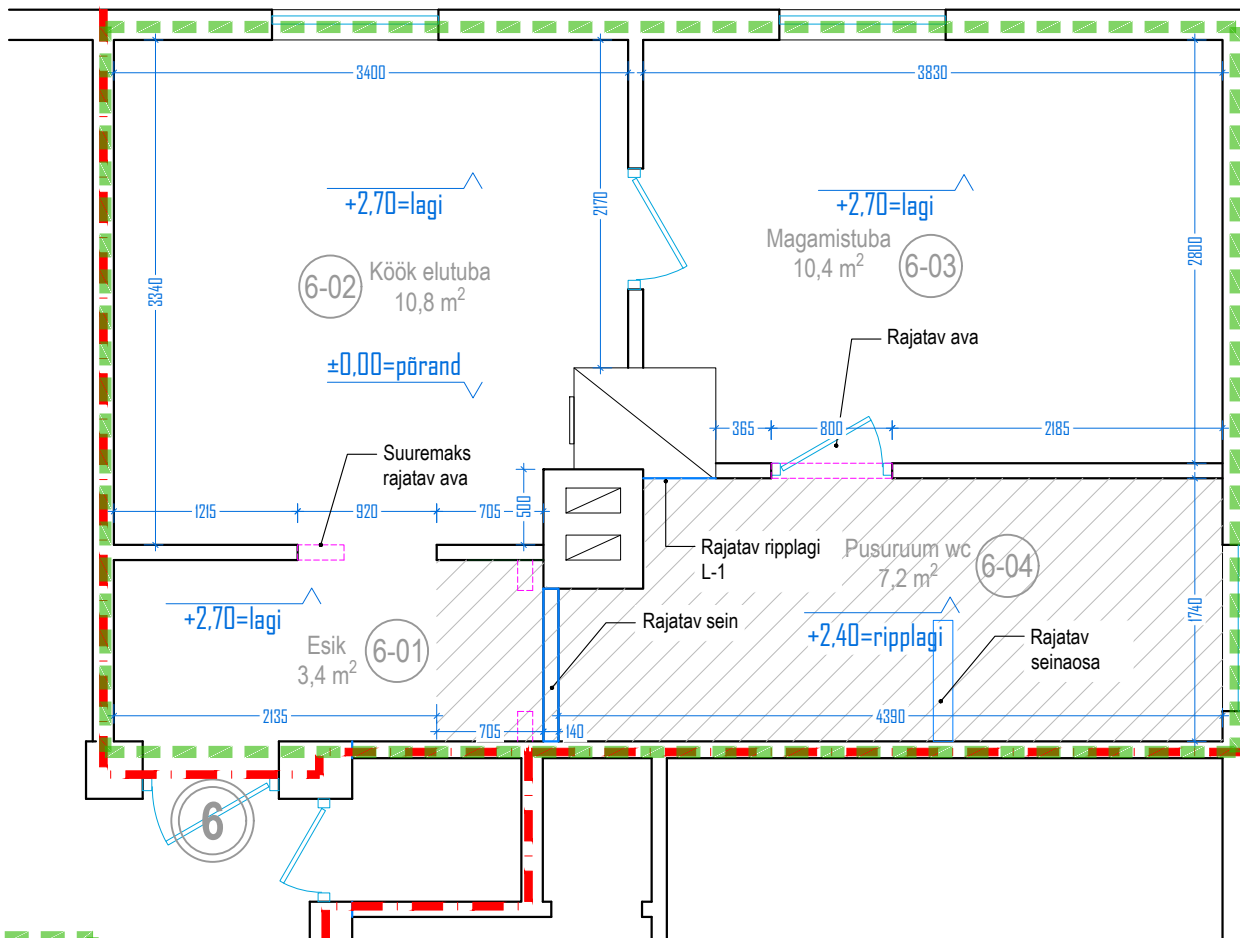 3400
3830
+2,70=lagi
+2,70=lagi
2170
2800
3340
6-02
Köök elutuba
10,8 m²
Magamistuba
10,4 m²
6-03
±0,00=põrand
Rajatav ava
365
800
2185
Suuremaks
rajatav ava
1215
920
705
500
Rajatav ripplagi
L-1
Pusuruum wc
7,2 m²
6-04
+2,70=lagi
Esik
3,4 m²
6-01
Rajatav sein
+2,40=ripplagi
Rajatav
seinaosa
1740
2135
705
140
4390
6